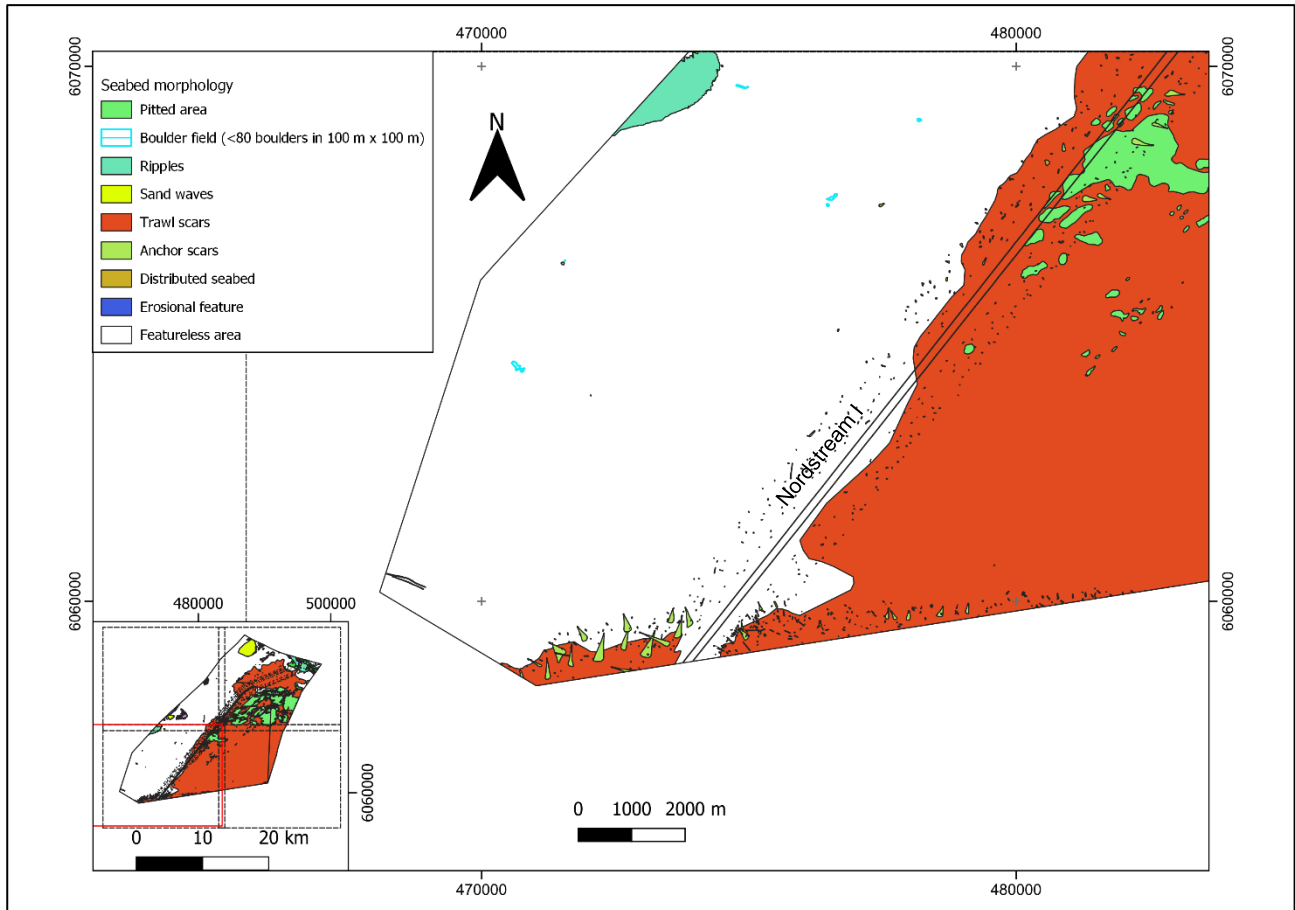 470000
480000
6070000
6070000
Seabed morphology
Pitted area
Boulder field (<80 boulders in 100 m x 100 m)
Ripples
Sand waves
Trawl scars
Anchor scars
Distributed seabed
Erosional feature
Featureless area
N
Nordstream I
6060000
6060000
480000
500000
6060000
0
10
20 km
0
1000
2000 m
470000
480000